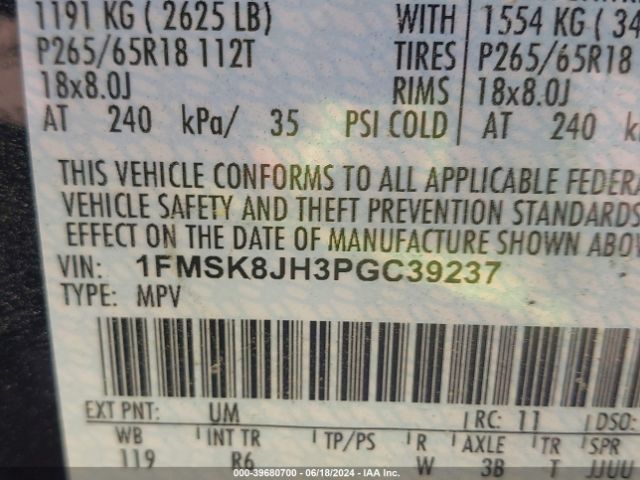 1191 KG ( 2625 LB) WITH 1554 KG ( 34
P265/65R18 112T TIRES P265/65R18
18x8.0J RIMS 18x8.0J
AT 240 kPa/ 35 PSI COLD AT 240
THIS VEHICLE CONFORMS TO ALL APPLICABLE FEDERA
VEHICLE SAFETY AND THEFT PREVENTION STANDARDS
EFFECT ON THE DATE OF MANUFACTURE SHOWN ABO
VIN: 1FMSK8JH3PGC39237
TYPE: MPV
EXT PNT: UM RC: 11 DSO:
WB INT TR TP/PS R AXLE TR SPR
119 R6 W 3B T JJUU
000-39680700 - 06/18/2024 - IAA Inc.